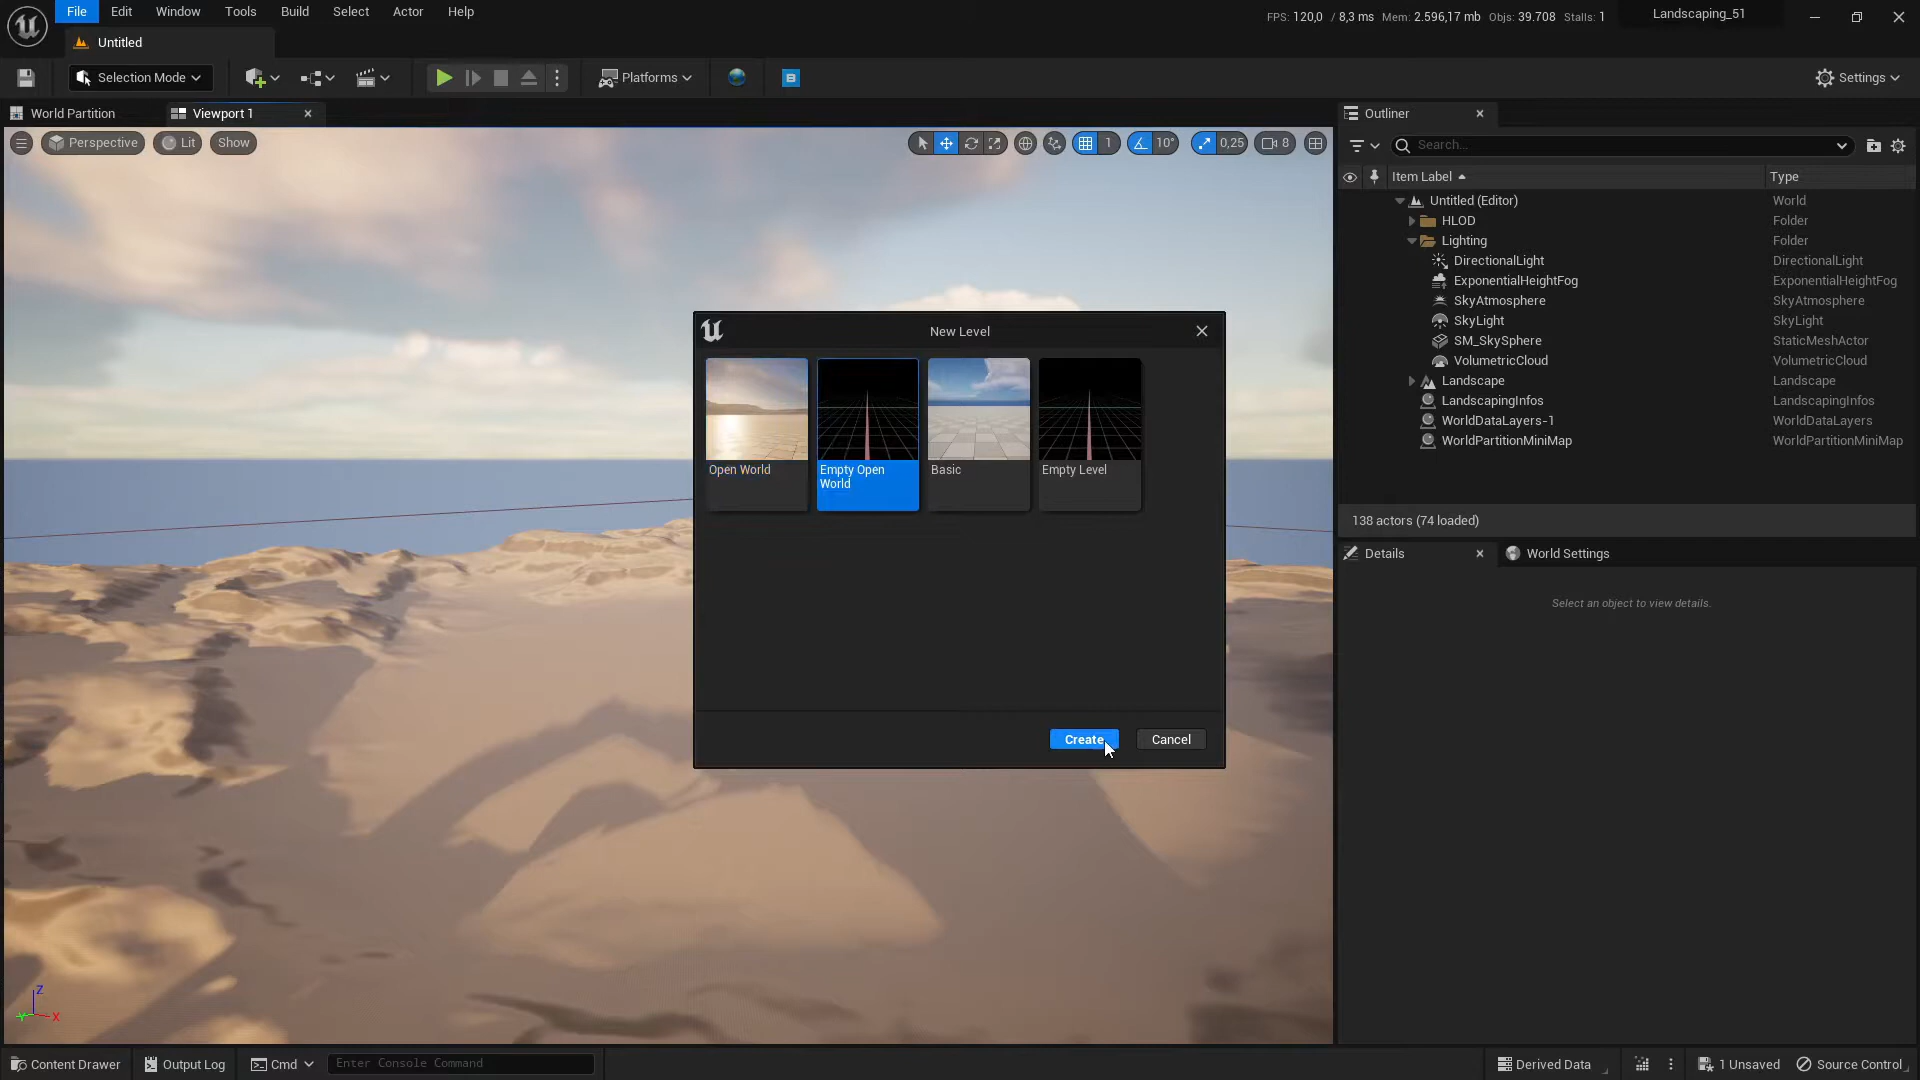 File Edit Window Tools Build Select Actor Help
FPS: 120,0 / 8,3 ms Mem: 2.596,17 mb Objs: 39.708 Stalls: 1
Landscaping_51
Untitled
Selection Mode
Platforms
Settings
World Partition
Viewport 1
Outliner
Perspective
Lit
Show
1
10°
0,25
8
Search...
Item Label
Type
Untitled (Editor) World
HLOD Folder
Lighting Folder
DirectionalLight DirectionalLight
ExponentialHeightFog ExponentialHeightFog
SkyAtmosphere SkyAtmosphere
SkyLight SkyLight
SM_SkySphere StaticMeshActor
VolumetricCloud VolumetricCloud
Landscape Landscape
LandscapingInfos LandscapingInfos
WorldDataLayers-1 WorldDataLayers
WorldPartitionMiniMap WorldPartitionMiniMap
138 actors (74 loaded)
Details
World Settings
Select an object to view details.
New Level
Open World
Empty Open
World
Basic
Empty Level
Create
Cancel
Z
Y
X
Content Drawer
Output Log
Cmd
Enter Console Command
Derived Data
1 Unsaved
Source Control